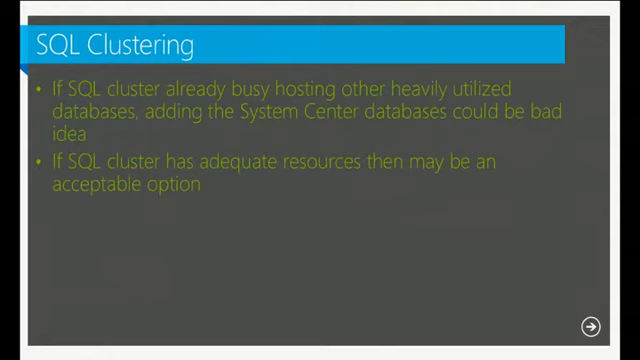 SQL Clustering
• If SQL cluster already busy hosting other heavily utilized
databases, adding the System Center databases could be bad
idea
• If SQL cluster has adequate resources then may be an
acceptable option